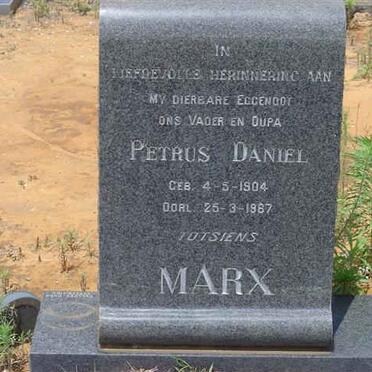 IN
LIEFDEVOLLE HERINNERING AAN
MY DIERBARE EGGENOOT
ONS VADER EN OUPA
PETRUS DANIEL
GEB. 4-5-1904
OORL. 25-3-1967
TOTSIENS
MARX